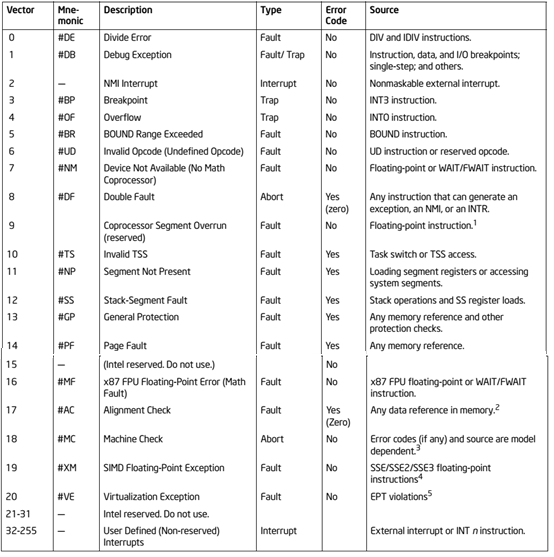 Vector Mne-monic Description Type Error Code Source
0 #DE Divide Error Fault No DIV and IDIV instructions.
1 #DB Debug Exception Fault/ Trap No Instruction, data, and I/O breakpoints;
single-step; and others.
2 — NMI Interrupt Interrupt No Nonmaskable external interrupt.
3 #BP Breakpoint Trap No INT3 instruction.
4 #OF Overflow Trap No INTO instruction.
5 #BR BOUND Range Exceeded Fault No BOUND instruction.
6 #UD Invalid Opcode (Undefined Opcode) Fault No UD instruction or reserved opcode.
7 #NM Device Not Available (No Math Fault No Floating-point or WAIT/FWAIT instruction.
Coprocessor)
8 #DF Double Fault Abort Yes Any instruction that can generate an
(zero) exception, an NMI, or an INTR.
9 Coprocessor Segment Overrun Fault No Floating-point instruction.1
(reserved)
10 #TS Invalid TSS Fault Yes Task switch or TSS access.
11 #NP Segment Not Present Fault Yes Loading segment registers or accessing
system segments.
12 #SS Stack-Segment Fault Fault Yes Stack operations and SS register loads.
13 #GP General Protection Fault Yes Any memory reference and other
protection checks.
14 #PF Page Fault Fault Yes Any memory reference.
15 — (Intel reserved. Do not use.) No
16 #MF x87 FPU Floating-Point Error (Math Fault No x87 FPU floating-point or WAIT/FWAIT
Fault) instruction.
17 #AC Alignment Check Fault Yes Any data reference in memory.2
(Zero)
18 #MC Machine Check Abort No Error codes (if any) and source are model
dependent.3
19 #XM SIMD Floating-Point Exception Fault No SSE/SSE2/SSE3 floating-point
instructions4
20 #VE Virtualization Exception Fault No EPT violations5
21-31 — Intel reserved. Do not use.
32-255 — User Defined (Non-reserved) Interrupt External interrupt or INT n instruction.
Interrupts